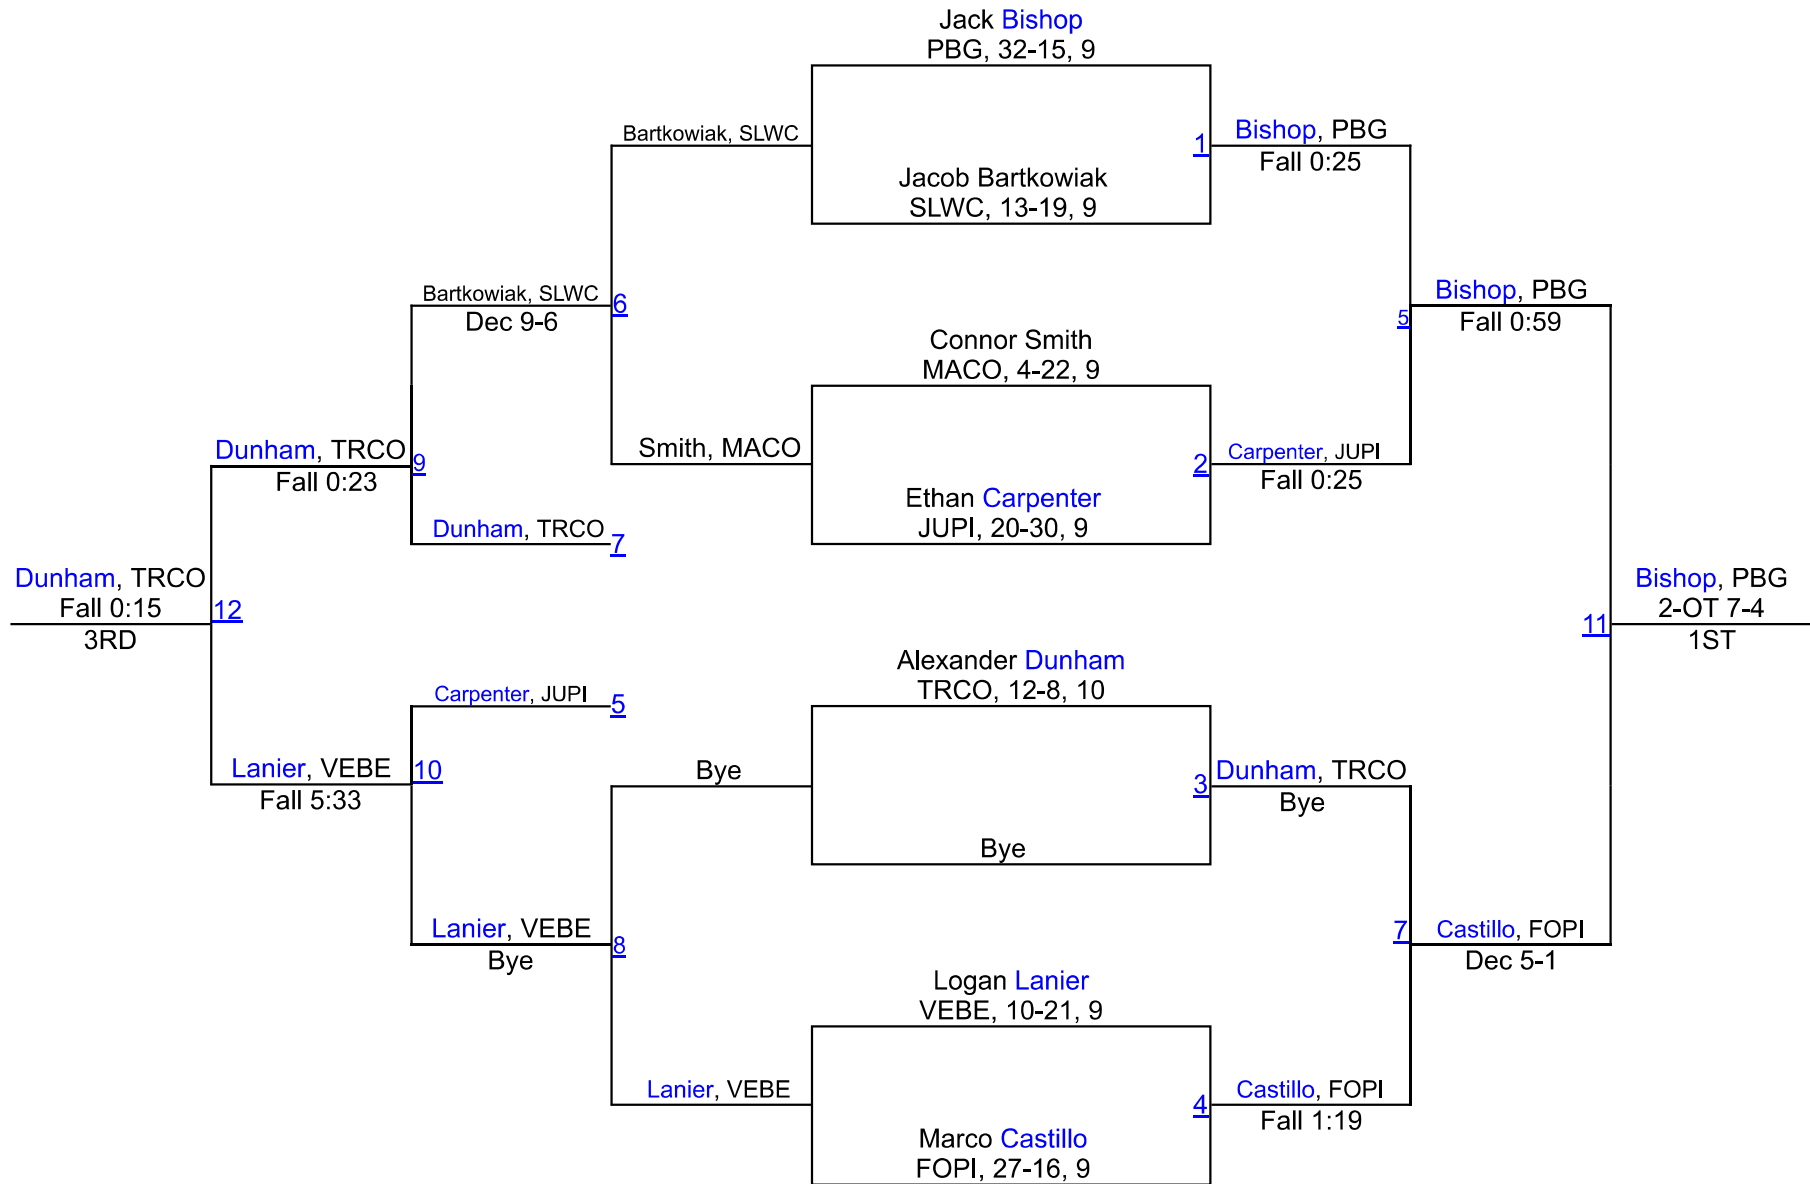 Jack Bishop
PBG, 32-15, 9
Bartkowiak, SLWC
1
Bishop, PBG
Fall 0:25
Jacob Bartkowiak
SLWC, 13-19, 9
Bartkowiak, SLWC
Dec 9-6
6
Bishop, PBG
Fall 0:59
5
Connor Smith
MACO, 4-22, 9
Dunham, TRCO
Fall 0:23
9
Smith, MACO
2
Carpenter, JUPI
Fall 0:25
Ethan Carpenter
JUPI, 20-30, 9
Dunham, TRCO
7
Dunham, TRCO
Fall 0:15
3RD
12
Bishop, PBG
2-OT 7-4
1ST
11
Alexander Dunham
TRCO, 12-8, 10
Carpenter, JUPI
5
Lanier, VEBE
Fall 5:33
10
Bye
3
Dunham, TRCO
Bye
Bye
Lanier, VEBE
Bye
8
7
Castillo, FOPI
Dec 5-1
Logan Lanier
VEBE, 10-21, 9
Lanier, VEBE
4
Castillo, FOPI
Fall 1:19
Marco Castillo
FOPI, 27-16, 9